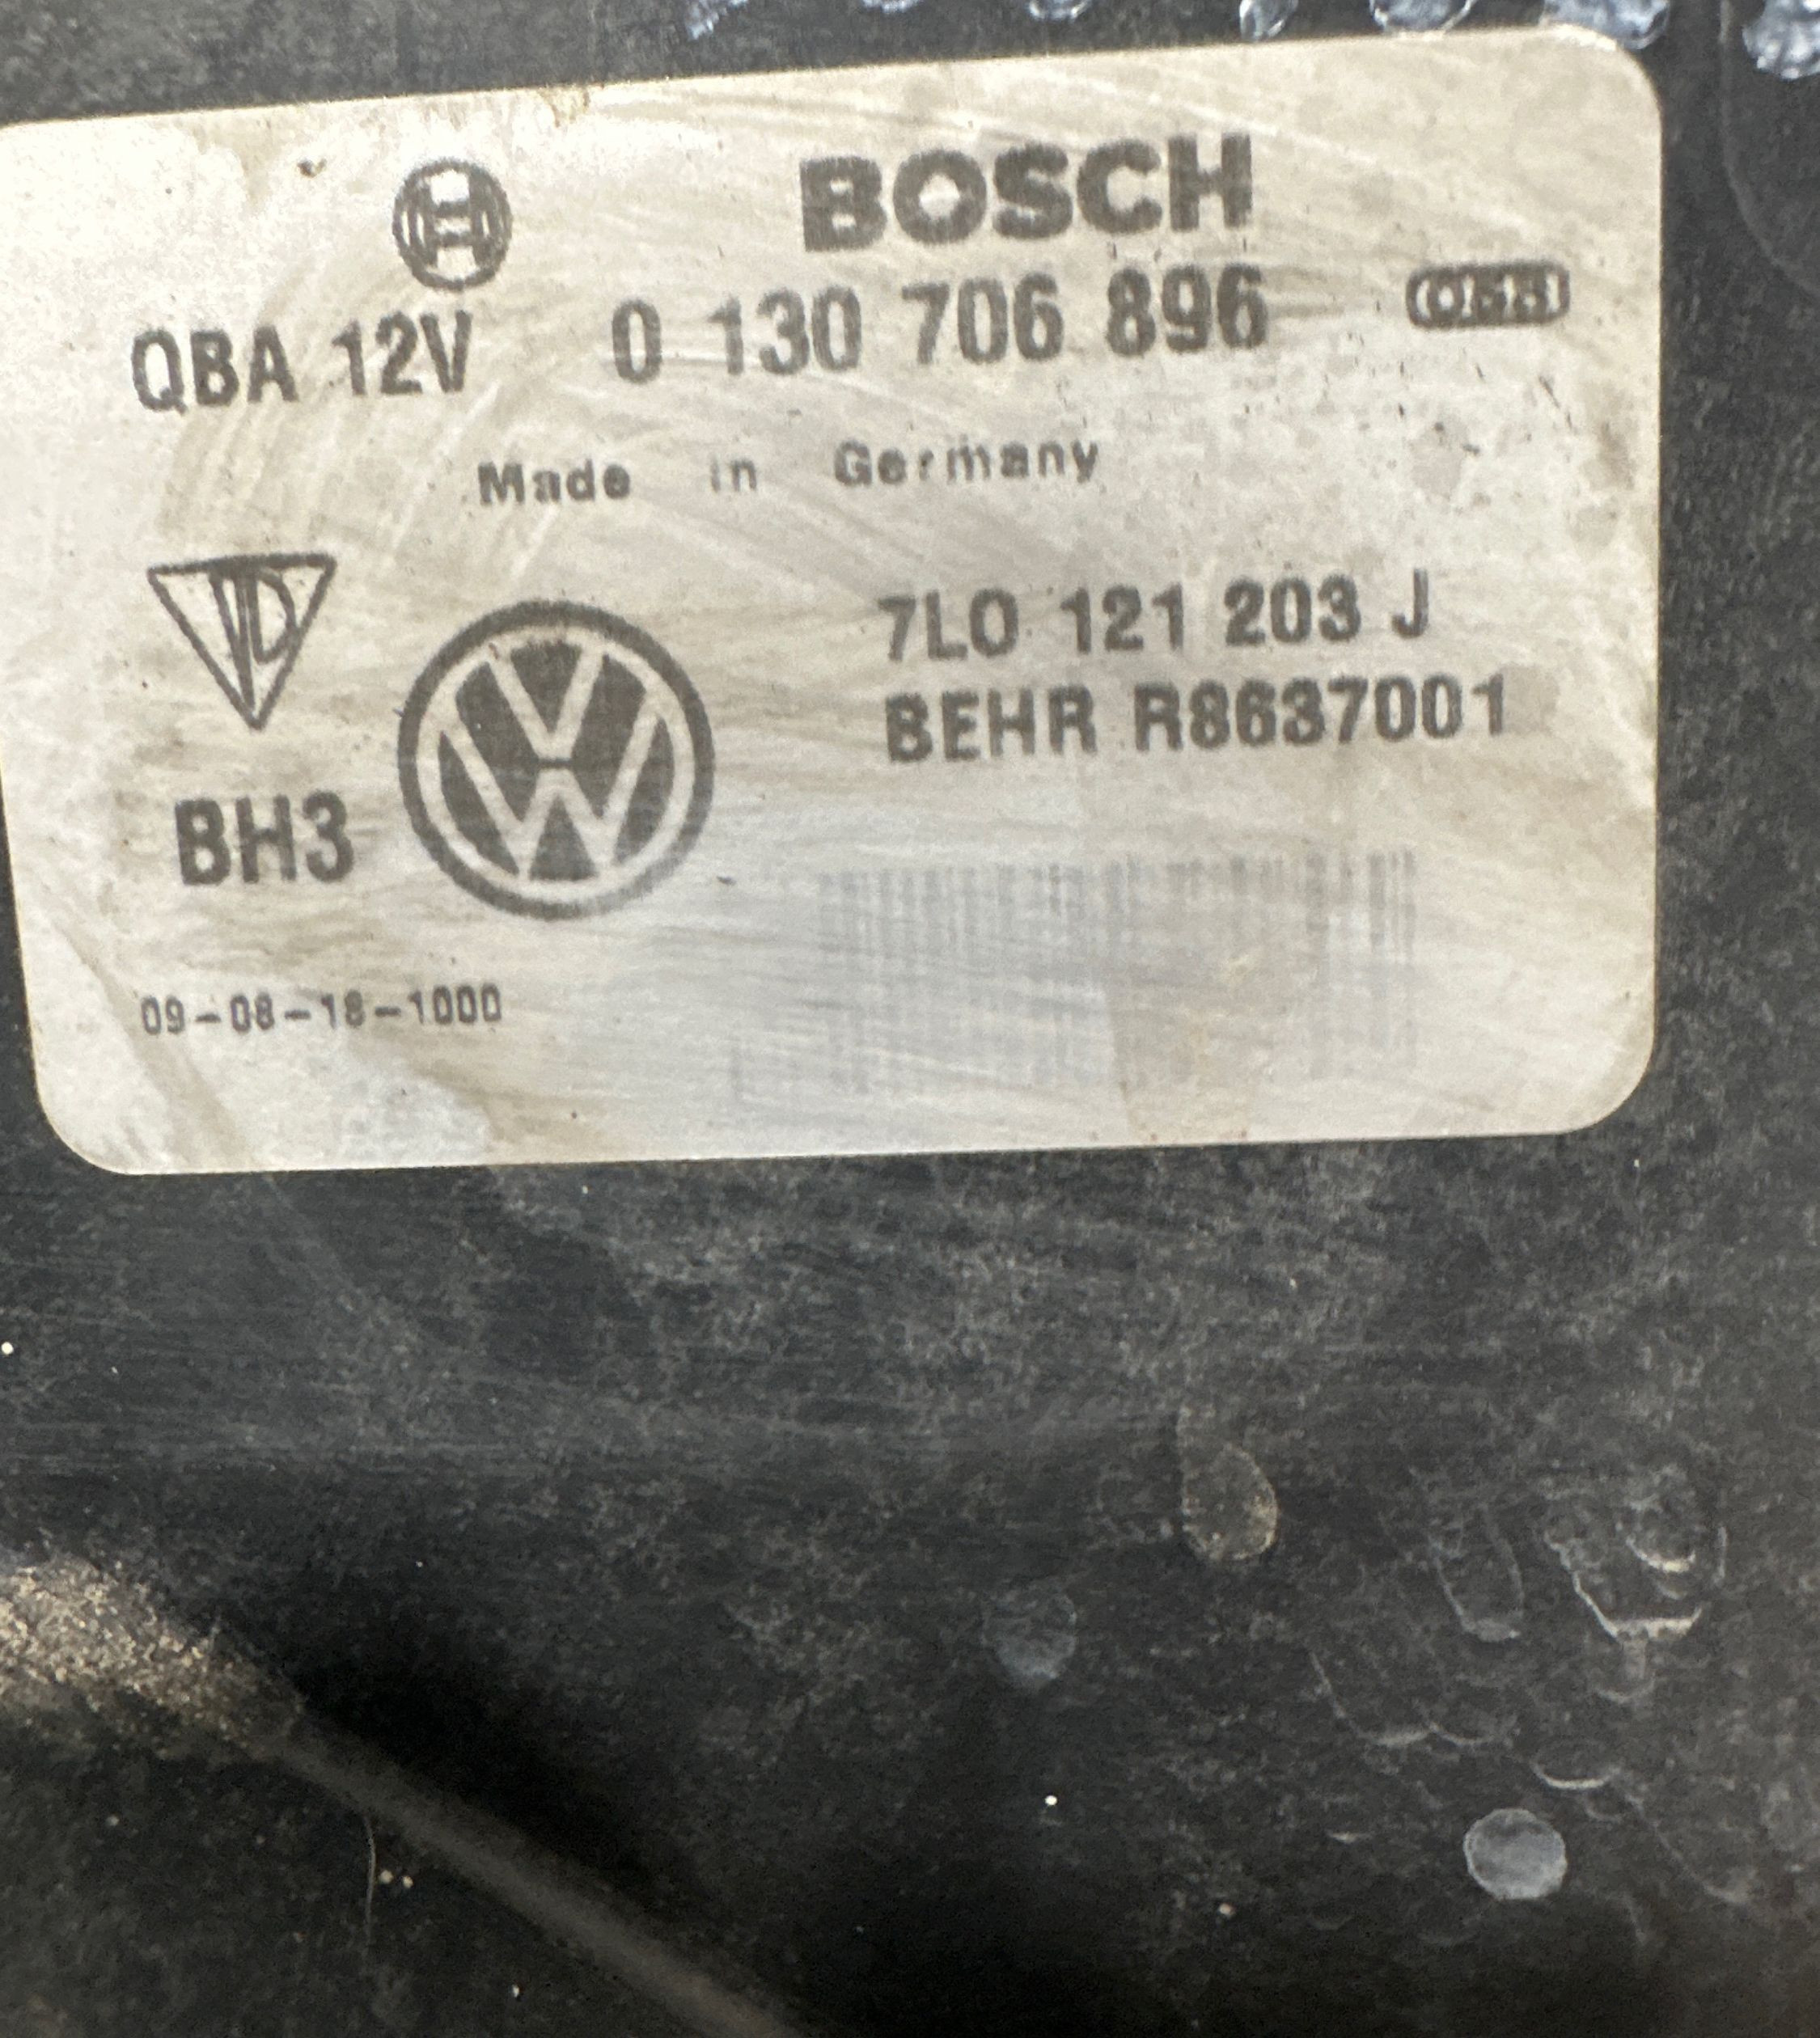 BOSCH
QBA 12V 0 130 706 896
Made in Germany
7L0 121 203 J
BEHR R8637001
BH3
09-08-18-1000